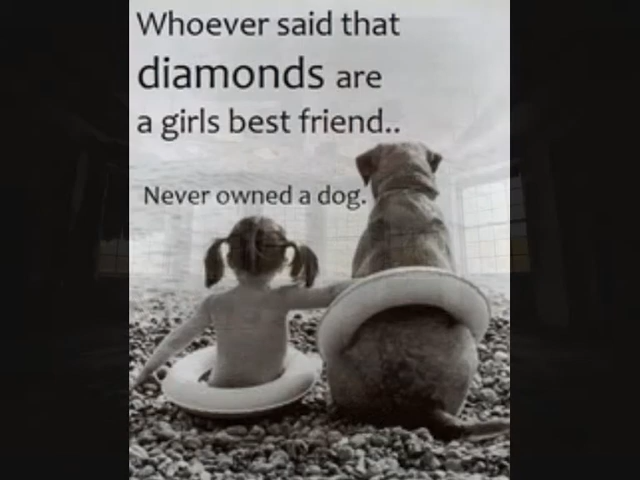 Whoever said that
diamonds are
a girls best friend..
Never owned a dog.